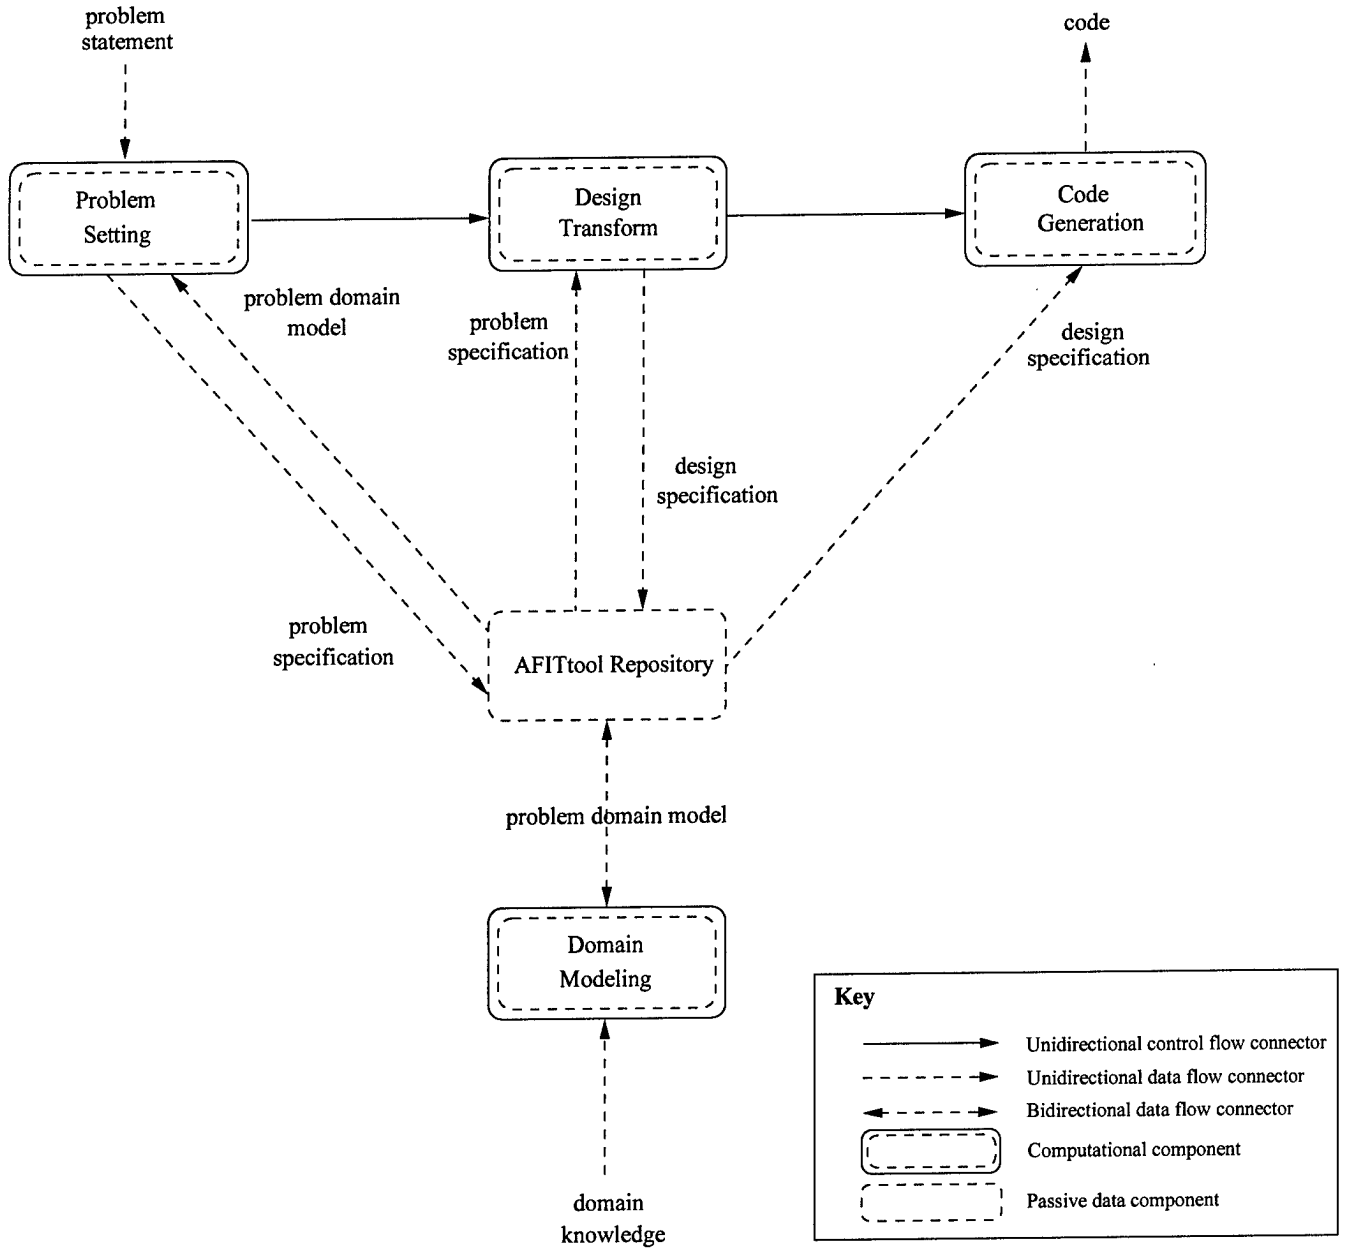 problem
statement
code
Problem
Setting
Design
Transform
Code
Generation
problem domain
model
problem
specification
design
specification
design
specification
problem
specification
AFITtool Repository
problem domain model
Domain
Modeling
domain
knowledge
Key
Unidirectional control flow connector
Unidirectional data flow connector
Bidirectional data flow connector
Computational component
Passive data component